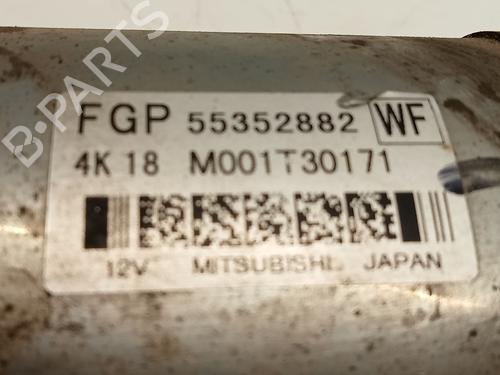 B-PARTS
FGP 55352882 WF
4K 18 M001T30171
12V MITSUBISHI JAPAN